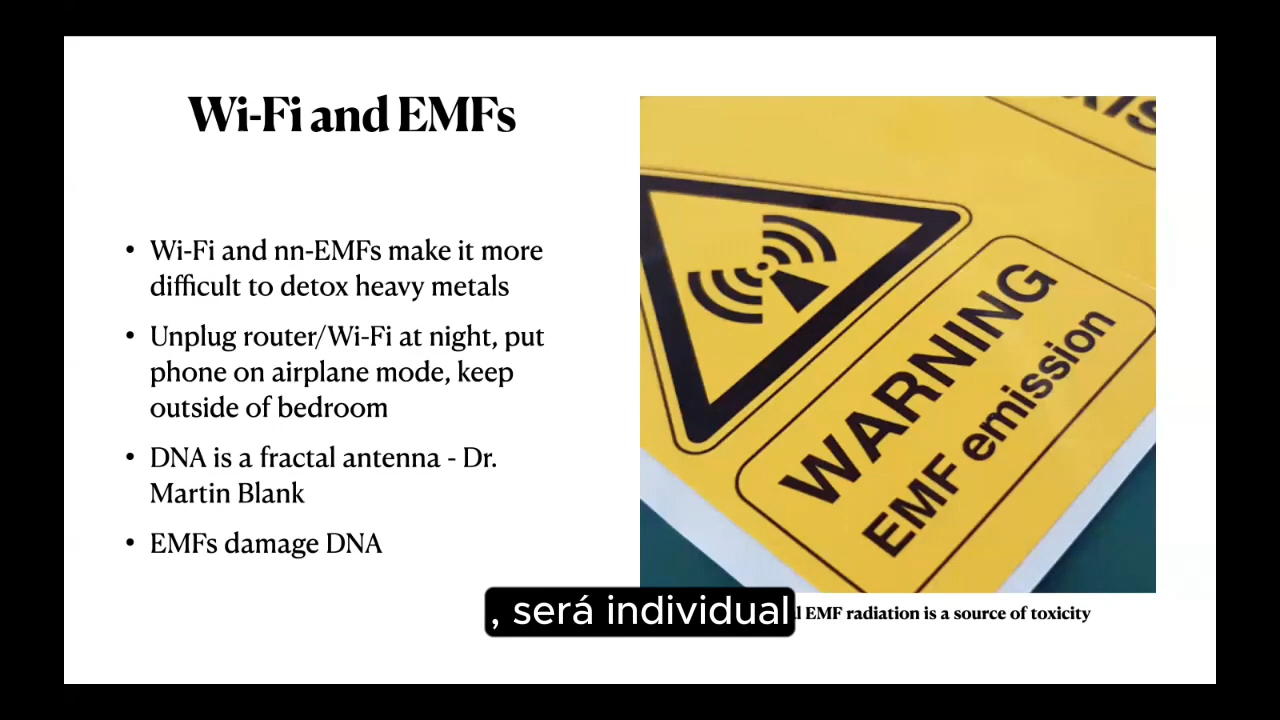 Wi-Fi and EMFs
• Wi-Fi and nn-EMFs make it more
difficult to detox heavy metals
• Unplug router/Wi-Fi at night, put
phone on airplane mode, keep
outside of bedroom
• DNA is a fractal antenna - Dr.
Martin Blank
• EMFs damage DNA
WARNING
EMF emission
EMF radiation is a source of toxicity
, será individual